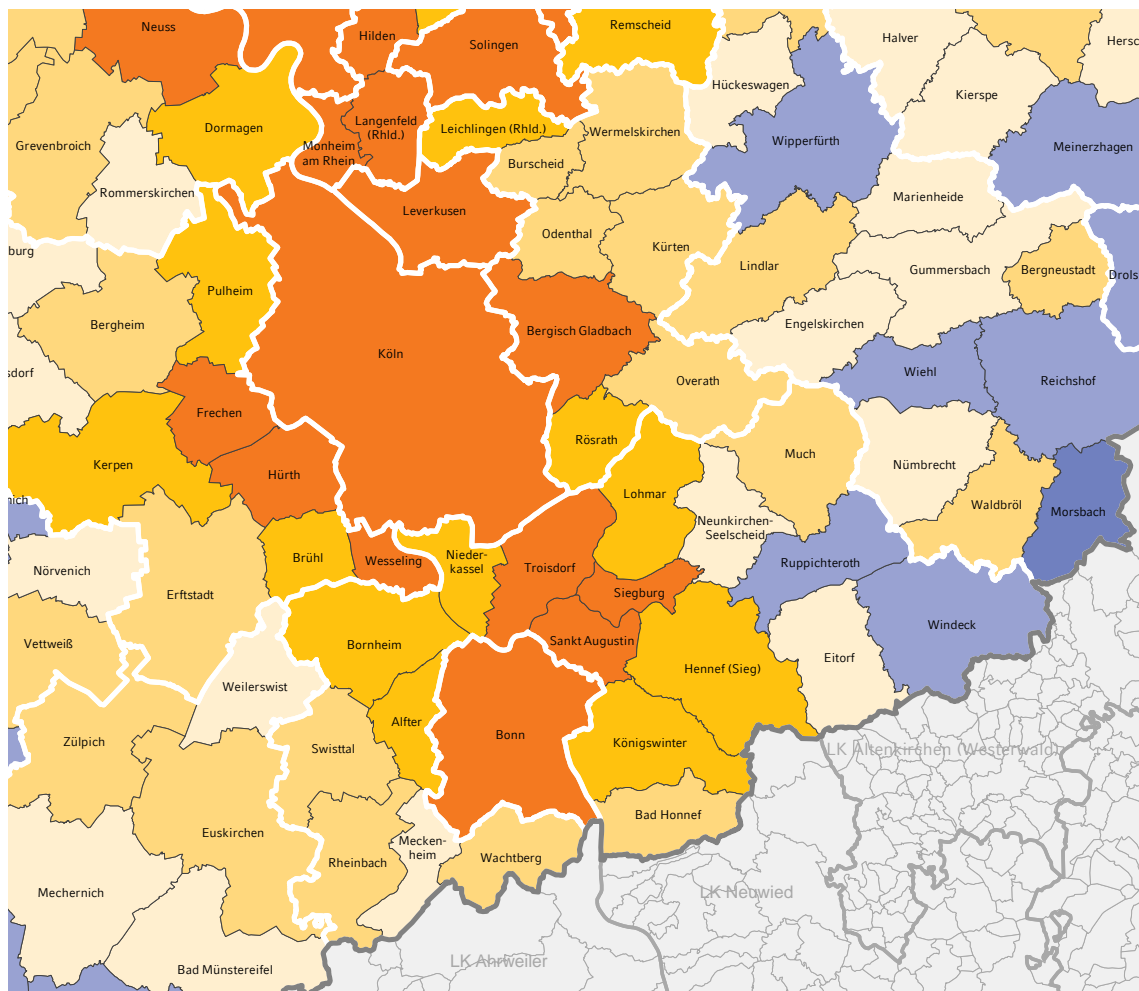 Neuss
Hilden
Solingen
Remscheid
Halver
Hersc
Hückeswagen
Kierspe
Dormagen
Langenfeld
(Rhld.)
Leichlingen (Rhld.)
Wermelskirchen
Wipperfürth
Meinerzhagen
Grevenbroich
Monheim
am Rhein
Burscheid
Rommerskirchen
Marienheide
Leverkusen
Odenthal
Kürten
burg
Lindlar
Gummersbach
Bergneustadt
Drols
Pulheim
Bergheim
Köln
Bergisch Gladbach
Engelskirchen
sdorf
Overath
Wiehl
Reichshof
Frechen
Rösrath
Much
Kerpen
Hürth
Nümbrecht
Lohmar
nich
Waldbröl
Morsbach
Neunkirchen-
Seelscheid
Brühl
Wesseling
Nieder-
kassel
Troisdorf
Ruppichteroth
Nörvenich
Erftstadt
Siegburg
Windeck
Vettweiß
Bornheim
Sankt Augustin
Hennef (Sieg)
Eitorf
Weilerswist
Alfter
Bonn
Königswinter
Zülpich
Swisttal
LK Altenkirchen (Westerwald)
Bad Honnef
Euskirchen
Mecken-
heim
Rheinbach
Wachtberg
Mechernich
LK Neuwied
Bad Münstereifel
LK Ahrweiler